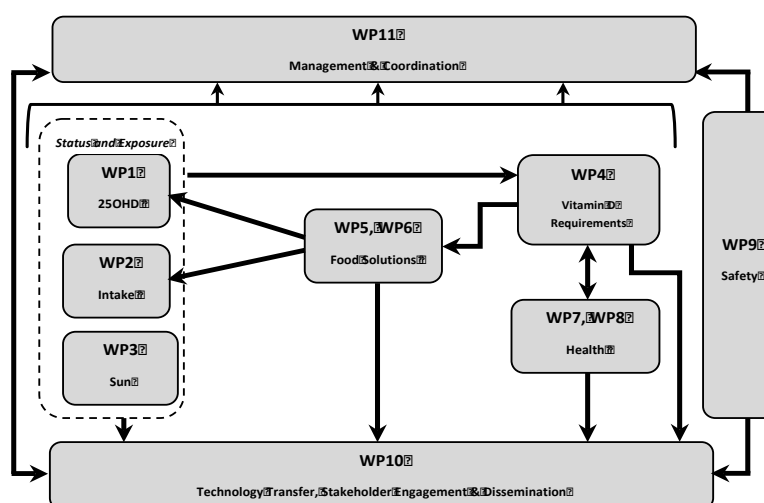 WP11
Management & Coordination
Status and Exposure
WP1
25OHD
WP4
Vitamin D
Requirements
WP5, WP6
Food Solutions
WP2
Intake
WP9
Safety
WP7, WP8
Health
WP3
Sun
WP10
Technology Transfer, Stakeholder Engagement & Dissemination